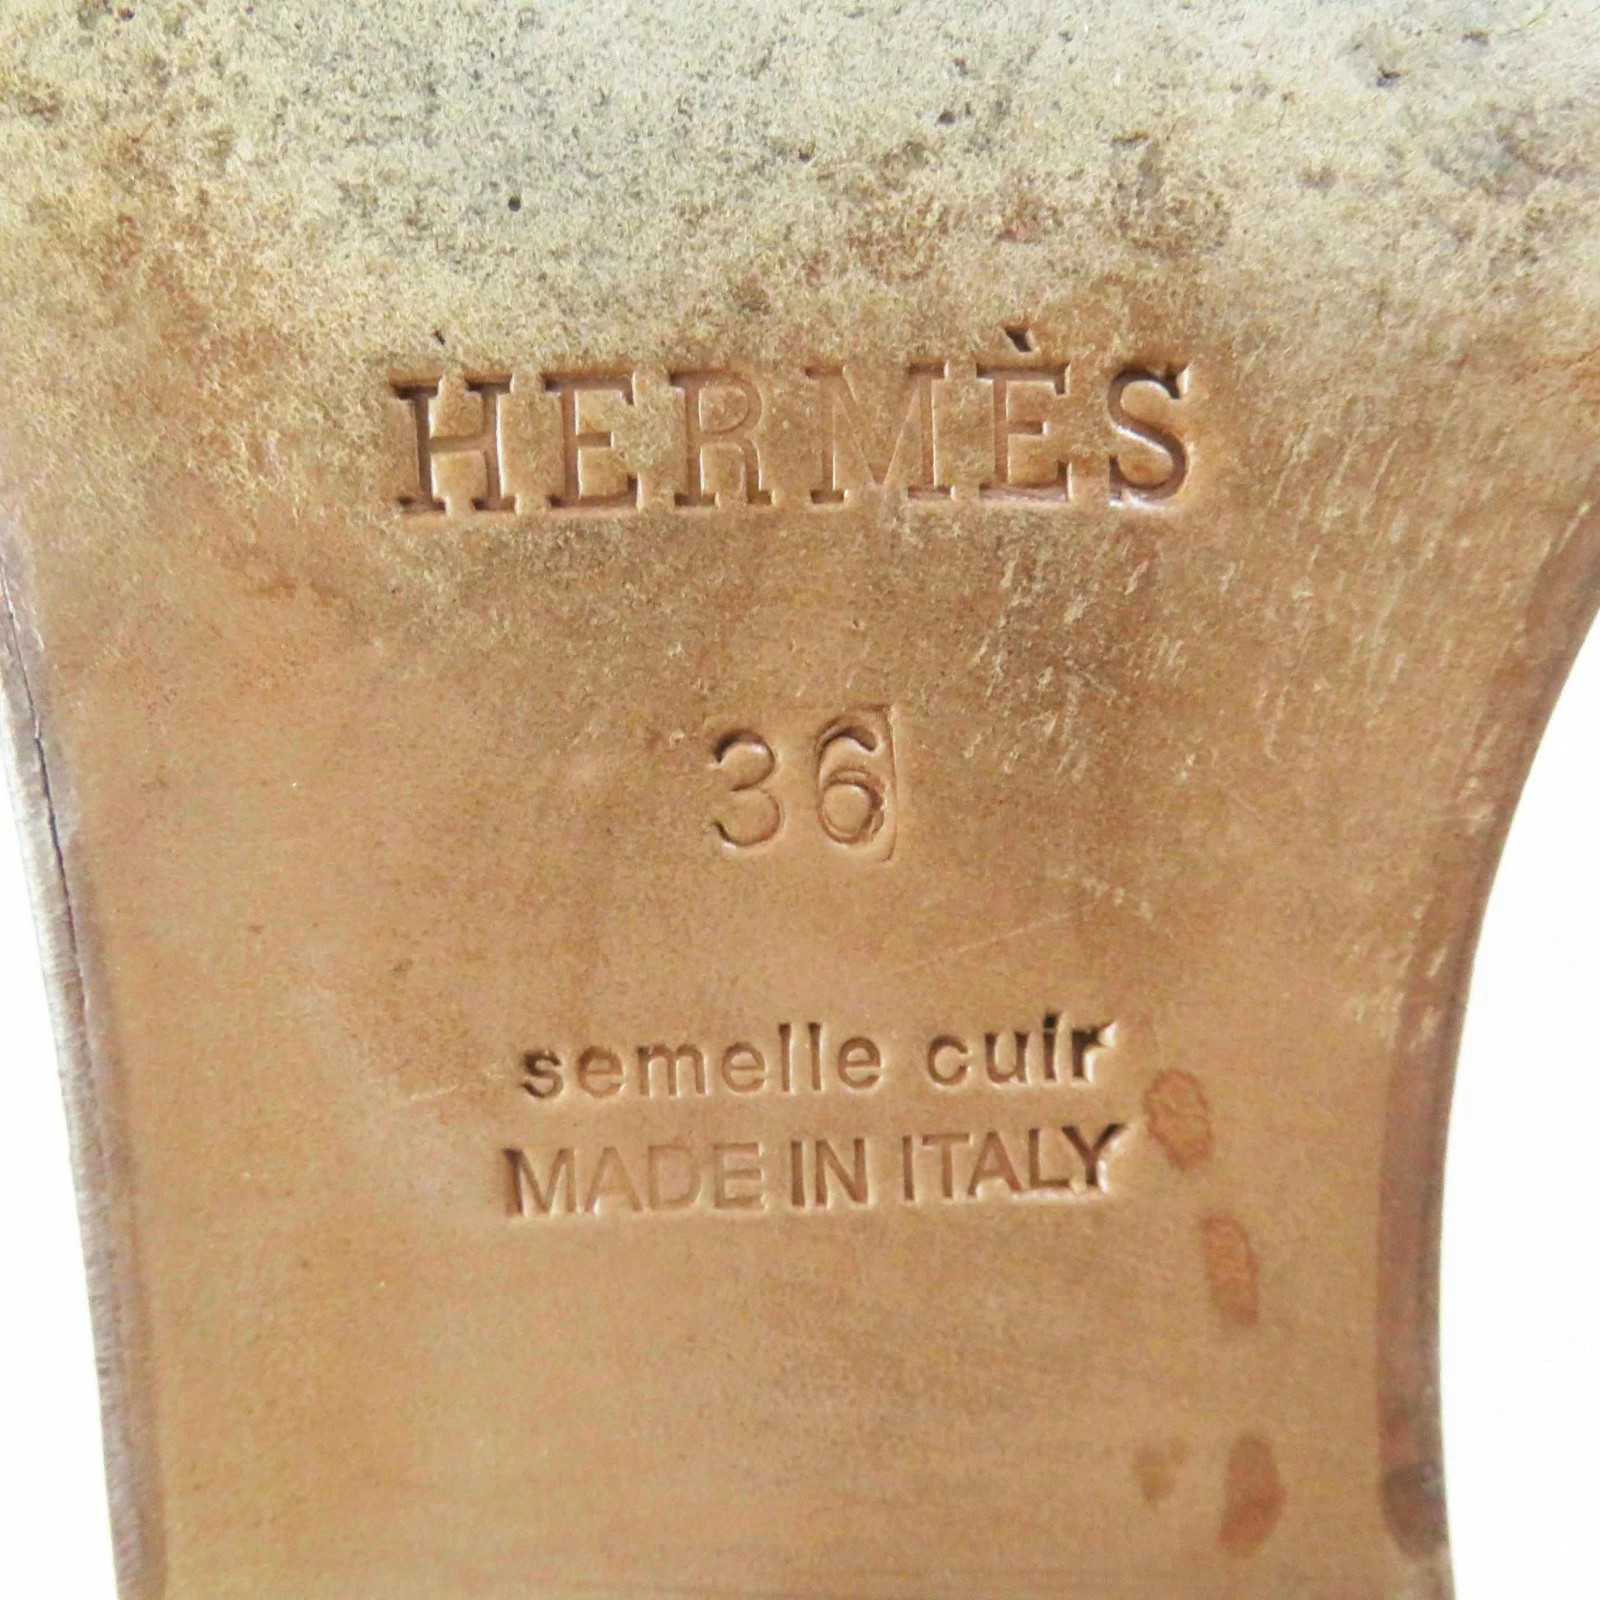 HERMÈS
36
semelle cuir
MADE IN ITALY